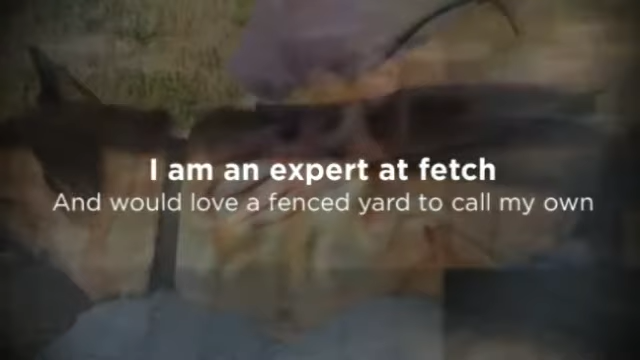 I am an expert at fetch
And would love a fenced yard to call my own